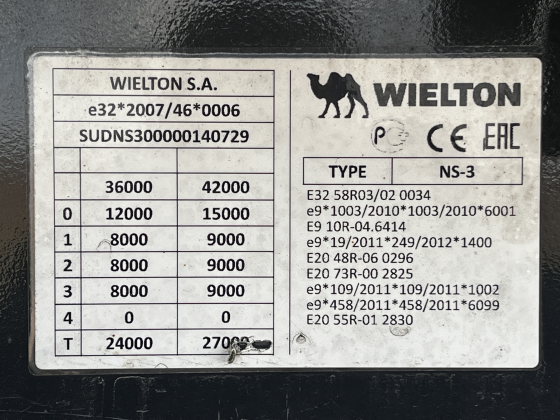 WIELTON S.A.
e32*2007/46*0006
SUDNS300000140729
36000 42000
0 12000 15000
1 8000 9000
2 8000 9000
3 8000 9000
4 0 0
T 24000 27000
WIELTON
PC CE EAC
TYPE NS-3
E32 58R03/02 0034
e9*1003/2010*1003/2010*6001
E9 10R-04.6414
e9*19/2011*249/2012*1400
E20 48R-06 0296
E20 73R-00 2825
e9*109/2011*109/2011*1002
e9*458/2011*458/2011*6099
E20 55R-01 2830